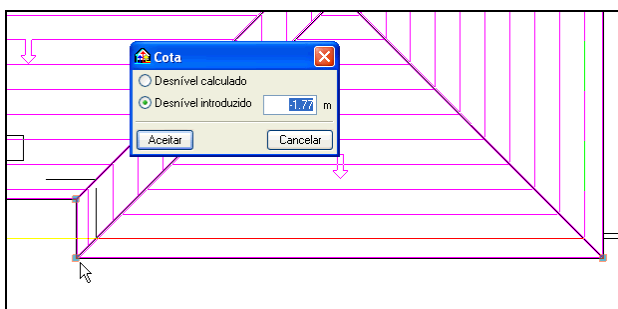 Cota
Desnível calculado
Desnível introduzido -1.77 m
Aceitar Cancelar